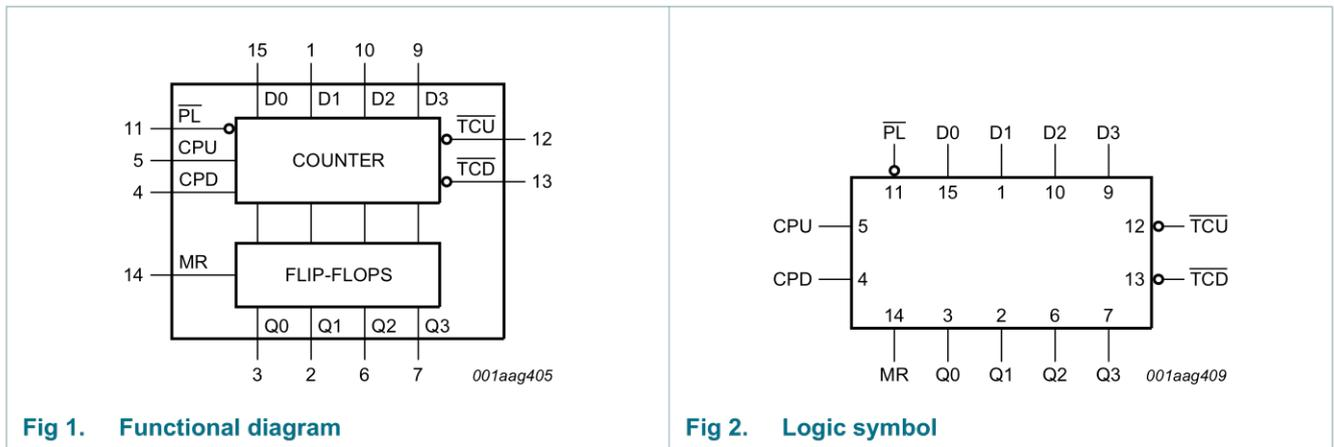 15 1 10 9
D0 D1 D2 D3
11 PL
5 CPU
4 CPD
COUNTER
TCU 12
TCD 13
14 MR
FLIP-FLOPS
Q0 Q1 Q2 Q3
3 2 6 7
001aag405
Fig 1. Functional diagram
PL D0 D1 D2 D3
11 15 1 10 9
CPU 5
12 TCU
CPD 4
13 TCD
14 3 2 6 7
MR Q0 Q1 Q2 Q3
001aag409
Fig 2. Logic symbol